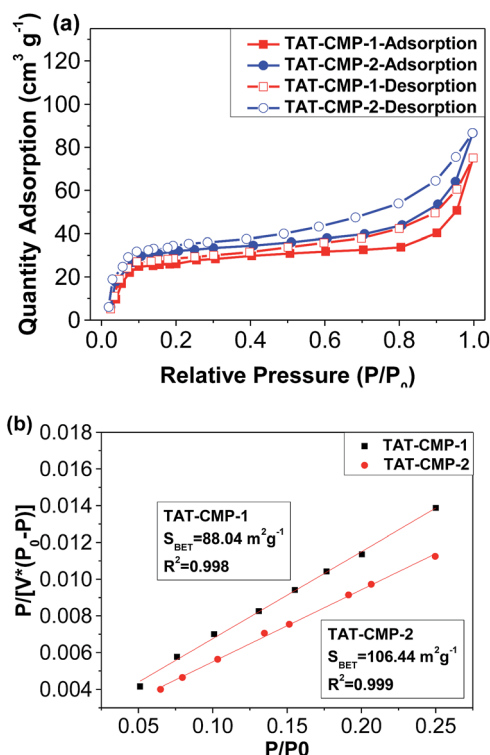 (a)
TAT-CMP-1-Adsorption
TAT-CMP-2-Adsorption
TAT-CMP-1-Desorption
TAT-CMP-2-Desorption
Quantity Adsorption (cm³ g⁻¹)
120
100
80
60
40
20
0
0.0 0.2 0.4 0.6 0.8 1.0
Relative Pressure (P/P₀)
(b)
TAT-CMP-1
TAT-CMP-2
P/[V*(P₀-P)]
0.018
0.016
0.014
0.012
0.010
0.008
0.006
0.004
TAT-CMP-1
S_BET=88.04 m²g⁻¹
R²=0.998
TAT-CMP-2
S_BET=106.44 m²g⁻¹
R²=0.999
0.05 0.10 0.15 0.20 0.25
P/P0